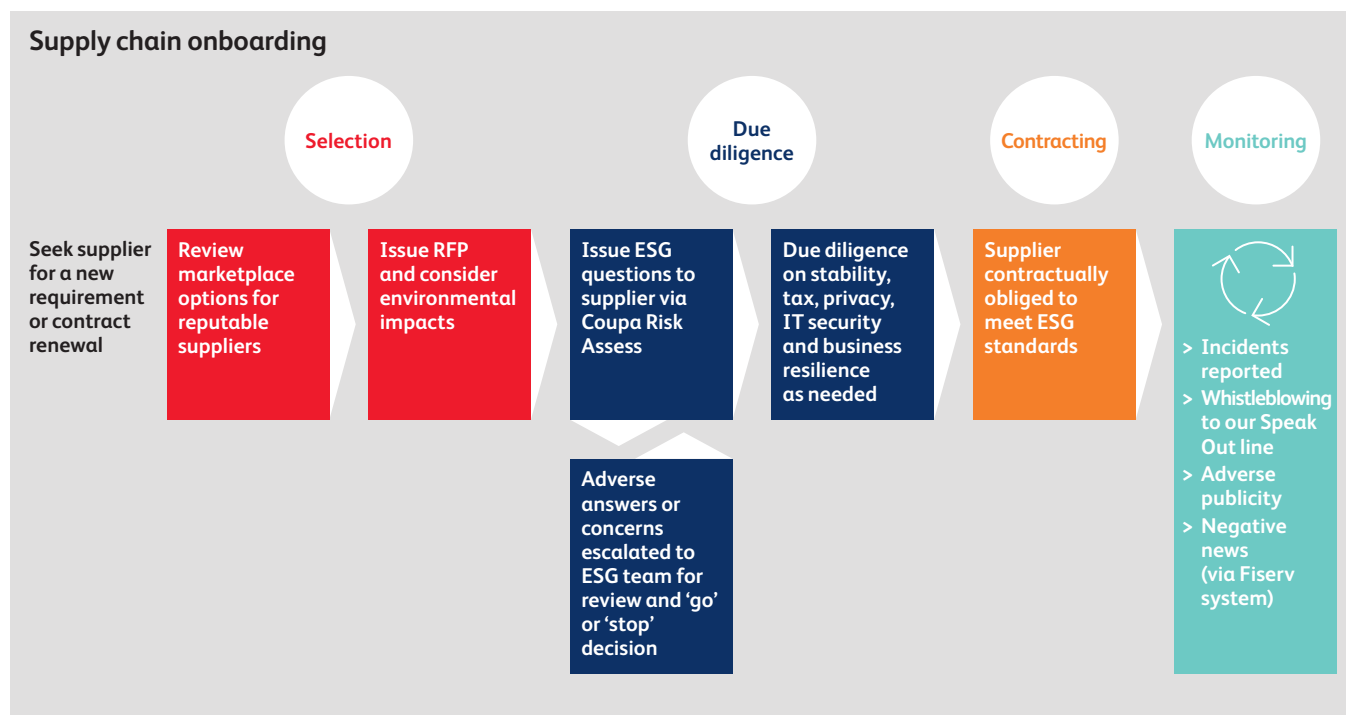 Supply chain onboarding
Selection
Due
diligence
Contracting
Monitoring
Seek supplier
for a new
requirement
or contract
renewal
Review
marketplace
options for
reputable
suppliers
Issue RFP
and consider
environmental
impacts
Issue ESG
questions to
supplier via
Coupa Risk
Assess
Adverse
answers or
concerns
escalated to
ESG team for
review and ‘go’
or ‘stop’
decision
Due diligence
on stability,
tax, privacy,
IT security
and business
resilience
as needed
Supplier
contractually
obliged to
meet ESG
standards
> Incidents
reported
> Whistleblowing
to our Speak
Out line
> Adverse
publicity
> Negative
news
(via Fiserv
system)